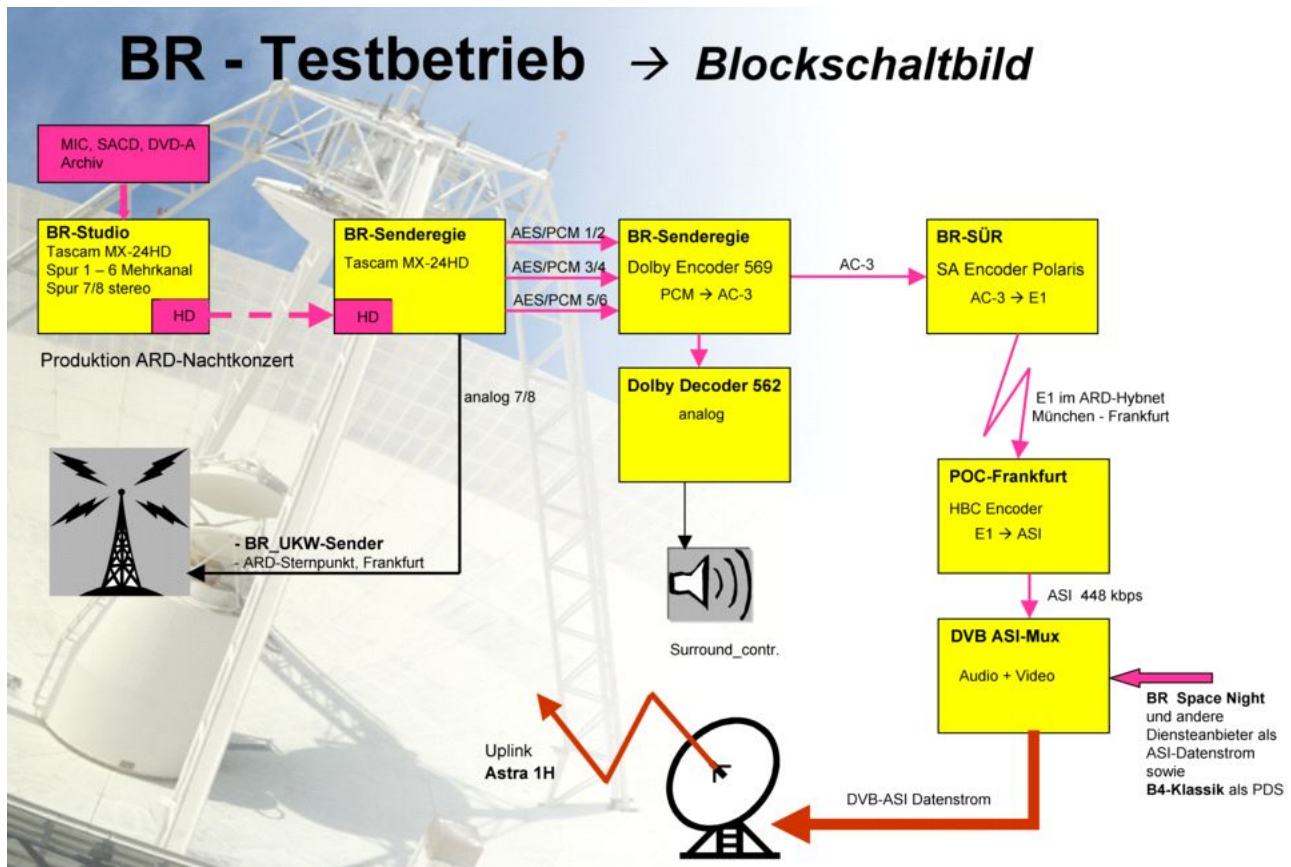 BR - Testbetrieb → Blockschaltbild
MIC, SACD, DVD-A
Archiv
BR-Studio
Tascam MX-24HD
Spur 1 – 6 Mehrkanal
Spur 7/8 stereo
HD
Produktion ARD-Nachtkonzert
BR-Senderegie
Tascam MX-24HD
HD
AES/PCM 1/2
AES/PCM 3/4
AES/PCM 5/6
BR-Senderegie
Dolby Encoder 569
PCM → AC-3
AC-3
BR-SÜR
SA Encoder Polaris
AC-3 → E1
Dolby Decoder 562
analog
analog 7/8
E1 im ARD-Hybnet
München - Frankfurt
- BR_UKW-Sender
- ARD-Sternpunkt, Frankfurt
Surround_contr.
POC-Frankfurt
HBC Encoder
E1 → ASI
ASI 448 kbps
DVB ASI-Mux
Audio + Video
BR Space Night
und andere
Diensteanbieter als
ASI-Datenstrom
sowie
B4-Klassik als PDS
Uplink
Astra 1H
DVB-ASI Datenstrom